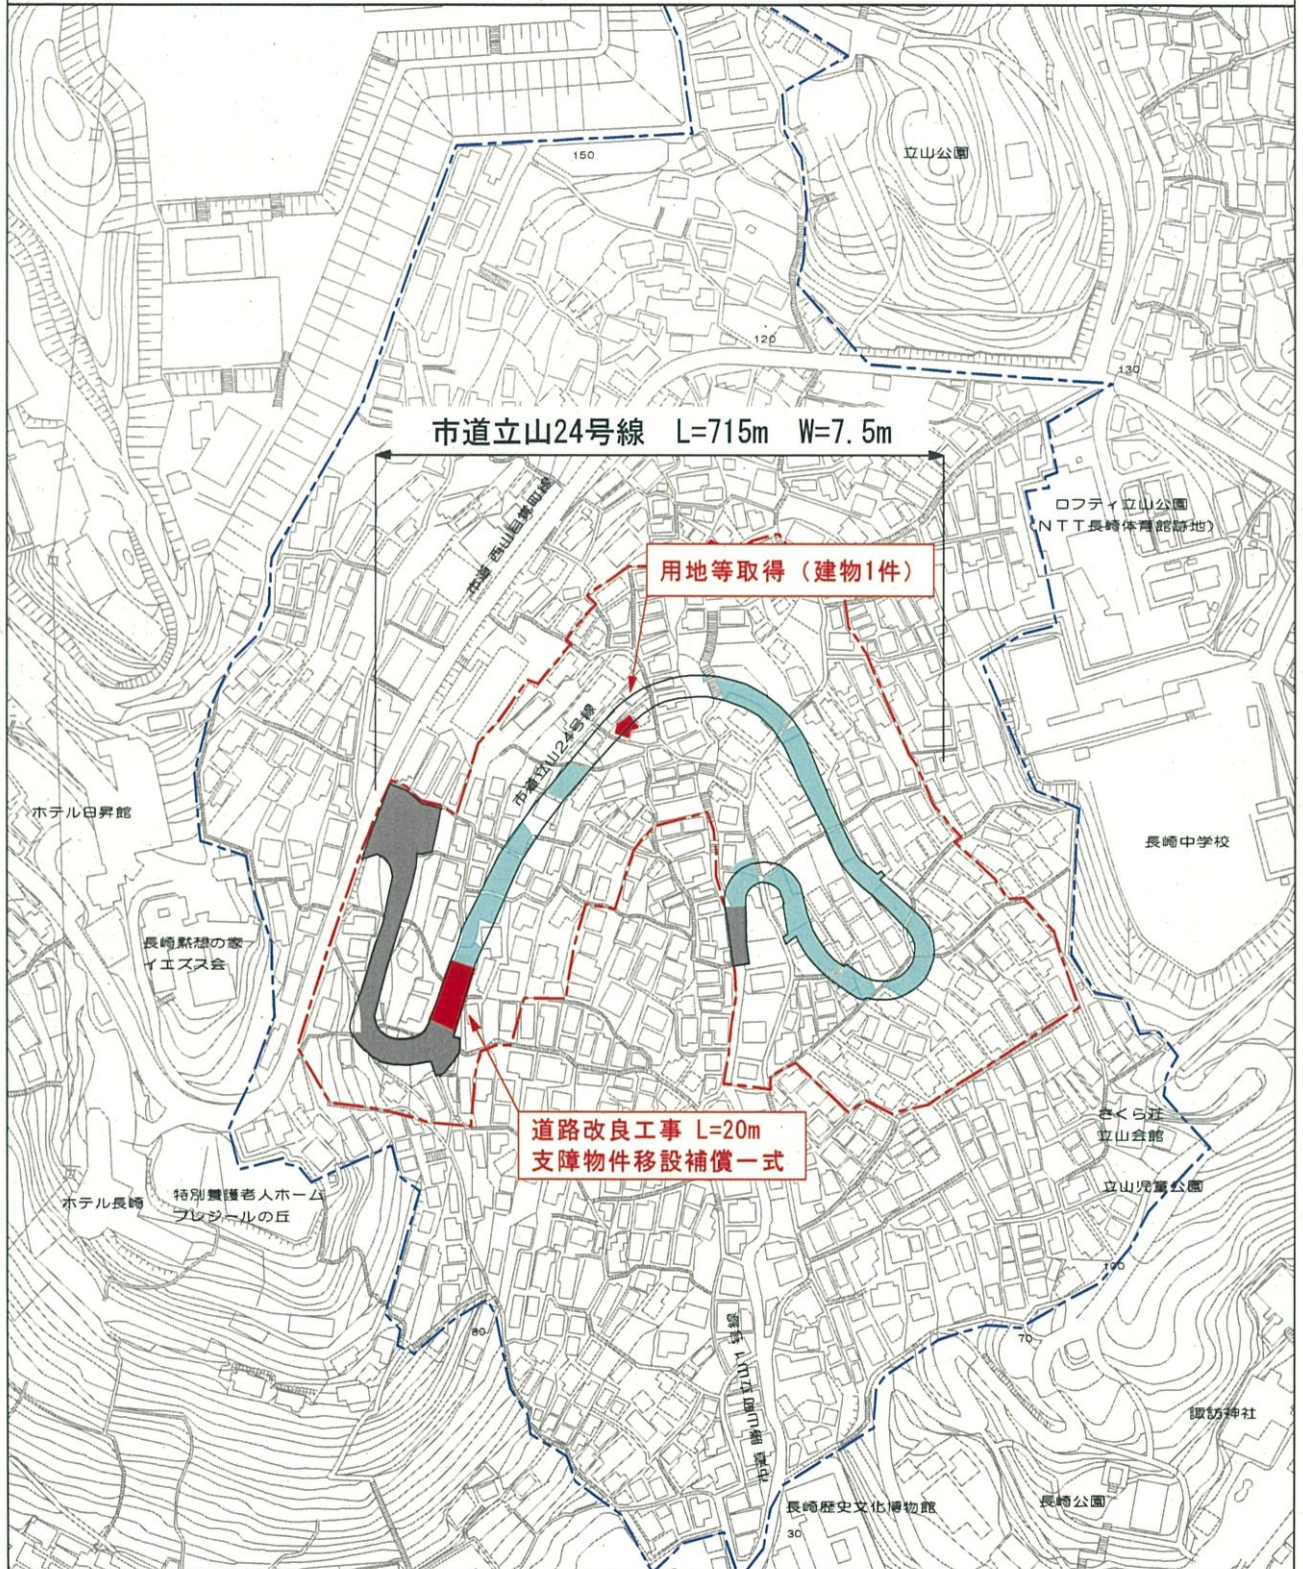 150
立山公園
120
130
市道立山24号線 L=715m W=7.5m
ロフティ立山公園
(NTT長崎体育館跡地)
市道 西山目覚町線
用地等取得（建物1件）
市道立山24号線
ホテル日昇館
長崎中学校
長崎黙想の家
イエズス会
道路改良工事 L=20m
支障物件移設補償一式
さくら荘
立山会館
特別養護老人ホーム
プレジールの丘
ホテル長崎
立山児童公園
100
80
70
諏訪神社
長崎歴史文化博物館
長崎公園
30